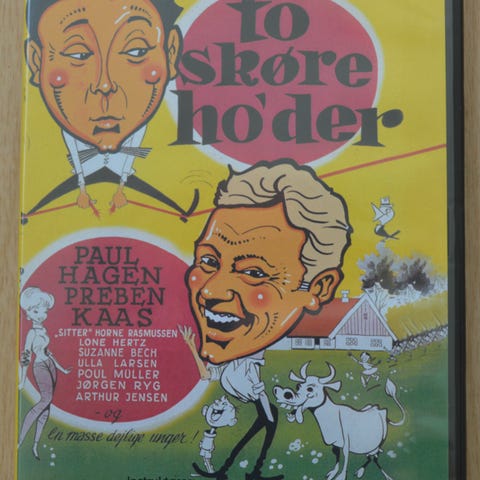 to
skøre
ho'der
PAUL
HAGEN
PREBEN
KAAS
"SITTER" HORNE RASMUSSEN
LONE HERTZ
SUZANNE BECH
ULLA LARSEN
POUL MÜLLER
JØRGEN RYG
ARTHUR JENSEN
- og
en masse dejlige unger!